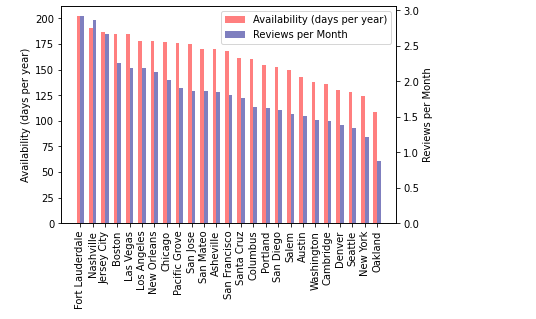 Availability (days per year)
Reviews per Month
200
175
150
125
100
75
50
25
0
Availability (days per year)
3.0
2.5
2.0
1.5
1.0
0.5
0.0
Reviews per Month
Fort Lauderdale
Nashville
Jersey City
Boston
Las Vegas
Los Angeles
New Orleans
Chicago
Pacific Grove
San Jose
San Mateo
Asheville
San Francisco
Santa Cruz
Columbus
Portland
San Diego
Salem
Austin
Washington
Cambridge
Denver
Seattle
New York
Oakland